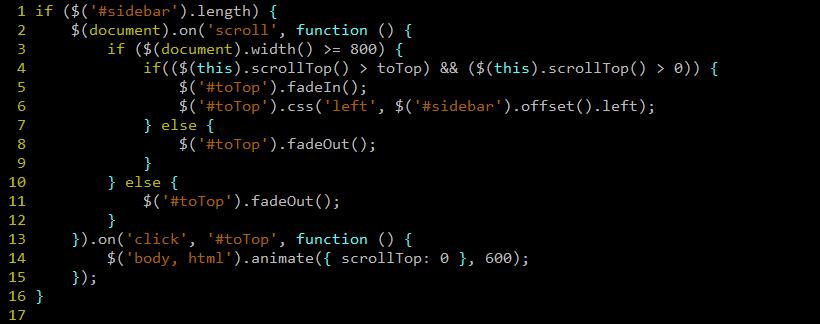 1 if ($('#sidebar').length) {
2     $(document).on('scroll', function () {
3         if ($(document).width() >= 800) {
4             if(($(this).scrollTop() > toTop) && ($(this).scrollTop() > 0)) {
5                 $('#toTop').fadeIn();
6                 $('#toTop').css('left', $('#sidebar').offset().left);
7             } else {
8                 $('#toTop').fadeOut();
9             }
10         } else {
11             $('#toTop').fadeOut();
12         }
13     }).on('click', '#toTop', function () {
14         $('body, html').animate({ scrollTop: 0 }, 600);
15     });
16 }
17